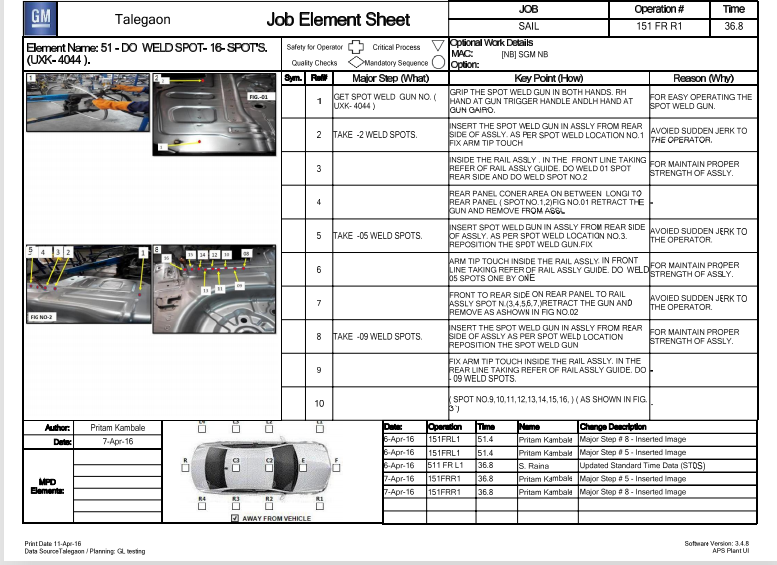 GM
Talegaon
Job Element Sheet
JOB
Operation #
Time
SAIL
151 FR R1
36.8
Element Name: 51 - DO WELD SPOT- 16- SPOT'S.
(UXK- 4044 ).
Safety for Operator
Critical Process
Quality Checks
Mandatory Sequence
Optional Work Details
MAC: [NB] SGM NB
Option:
Sym.
Ref#
Major Step (What)
Key Point (How)
Reason (Why)
1
GET SPOT WELD GUN NO. (
UXK- 4044 )
GRIP THE SPOT WELD GUN IN BOTH HANDS. RH
HAND AT GUN TRIGGER HANDLE ANDLH HAND AT
GUN GAIRO.
FOR EASY OPERATING THE
SPOT WELD GUN.
2
TAKE -2 WELD SPOTS.
INSERT THE SPOT WELD GUN IN ASSLY FROM REAR
SIDE OF ASSLY. AS PER SPOT WELD LOCATION NO.1
FIX ARM TIP TOUCH
AVOIED SUDDEN JERK TO
THE OPERATOR.
3
INSIDE THE RAIL ASSLY . IN THE FRONT LINE TAKING
REFER OF RAIL ASSLY GUIDE. DO WELD 01 SPOT
REAR SIDE AND DO WELD SPOT NO.2
FOR MAINTAIN PROPER
STRENGTH OF ASSLY.
4
REAR PANEL CONER AREA ON BETWEEN LONGI TO
REAR PANEL ( SPOT NO.1,2)FIG NO.01 RETRACT THE
GUN AND REMOVE FROM ASSL
-
5
TAKE -05 WELD SPOTS.
INSERT SPOT WELD GUN IN ASSLY FROM REAR SIDE
OF ASSLY. AS PER SPOT WELD LOCATION NO.3.
REPOSITION THE SPDT WELD GUN.FIX
AVOIED SUDDEN JERK TO
THE OPERATOR.
6
ARM TIP TOUCH INSIDE THE RAIL ASSLY. IN FRONT
LINE TAKING REFER OF RAIL ASSLY GUIDE. DO WELD
05 SPOTS ONE BY ONE
FOR MAINTAIN PROPER
STRENGTH OF ASSLY.
7
FRONT TO REAR SIDE ON REAR PANEL TO RAIL
ASSLY SPOT N.(3,4,5,6,7)RETRACT THE GUN AND
REMOVE AS ASHOWN IN FIG NO.02
AVOIED SUDDEN JERK TO
THE OPERATOR.
8
TAKE -09 WELD SPOTS.
INSERT THE SPOT WELD GUN IN ASSLY FROM REAR
SIDE OF ASSLY AS PER SPOT WELD LOCATION
REPOSITION THE SPOT WELD GUN
FOR MAINTAIN PROPER
STRENGTH OF ASSLY.
9
FIX ARM TIP TOUCH INSIDE THE RAIL ASSLY. IN THE
REAR LINE TAKING REFER OF RAIL ASSLY GUIDE. DO
- 09 WELD SPOTS.
-
10
( SPOT NO.9,10,11,12,13,14,15,16, ) ( AS SHOWN IN FIG.
3`)
-
1
2
FIG.-01
1
5
5 4 3 2 1
FIG NO-2
8
16 15 14 12 10 08
13 11 09
Author:
Pritam Kambale
Date:
7-Apr-16
MPD
Elements:
R C3 C2 E F
R4 R3 R2 R1
AWAY FROM VEHICLE
Date: Operation Time Name Change Description
6-Apr-16 151FRL1 51.4 Pritam Kambale Major Step # 8 - Inserted Image
6-Apr-16 151FRL1 51.4 Pritam Kambale Major Step # 5 - Inserted Image
6-Apr-16 511 FR L1 36.8 S. Raina Updated Standard Time Data (STDS)
7-Apr-16 151FRR1 36.8 Pritam Kambale Major Step # 5 - Inserted Image
7-Apr-16 151FRR1 36.8 Pritam Kambale Major Step # 8 - Inserted Image
Print Date 11-Apr-16
Data SourceTalegaon / Planning: GL testing
Software Version: 3.4.8
APS Plant UI